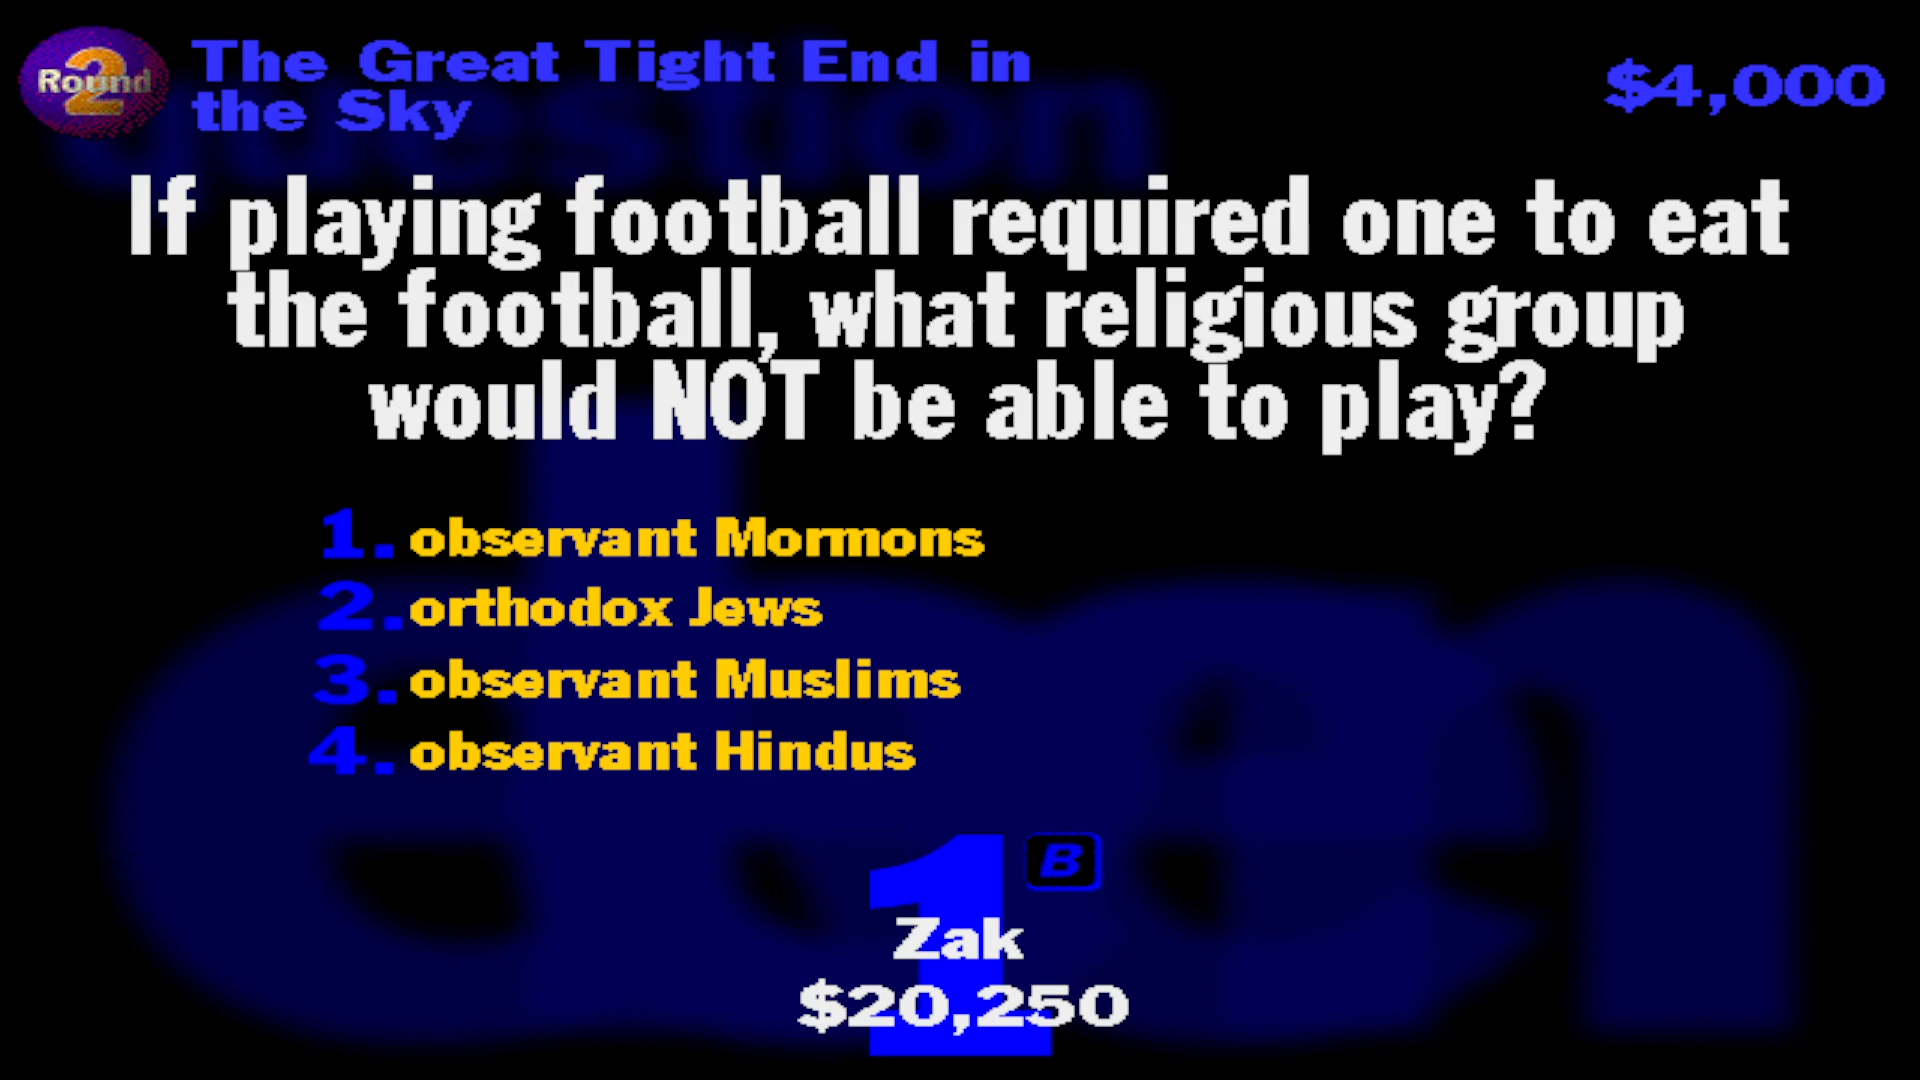 Round 2
The Great Tight End in
the Sky
$4,000
question
If playing football required one to eat
the football, what religious group
would NOT be able to play?
1. observant Mormons
2. orthodox Jews
3. observant Muslims
4. observant Hindus
1
B
Zak
$20,250